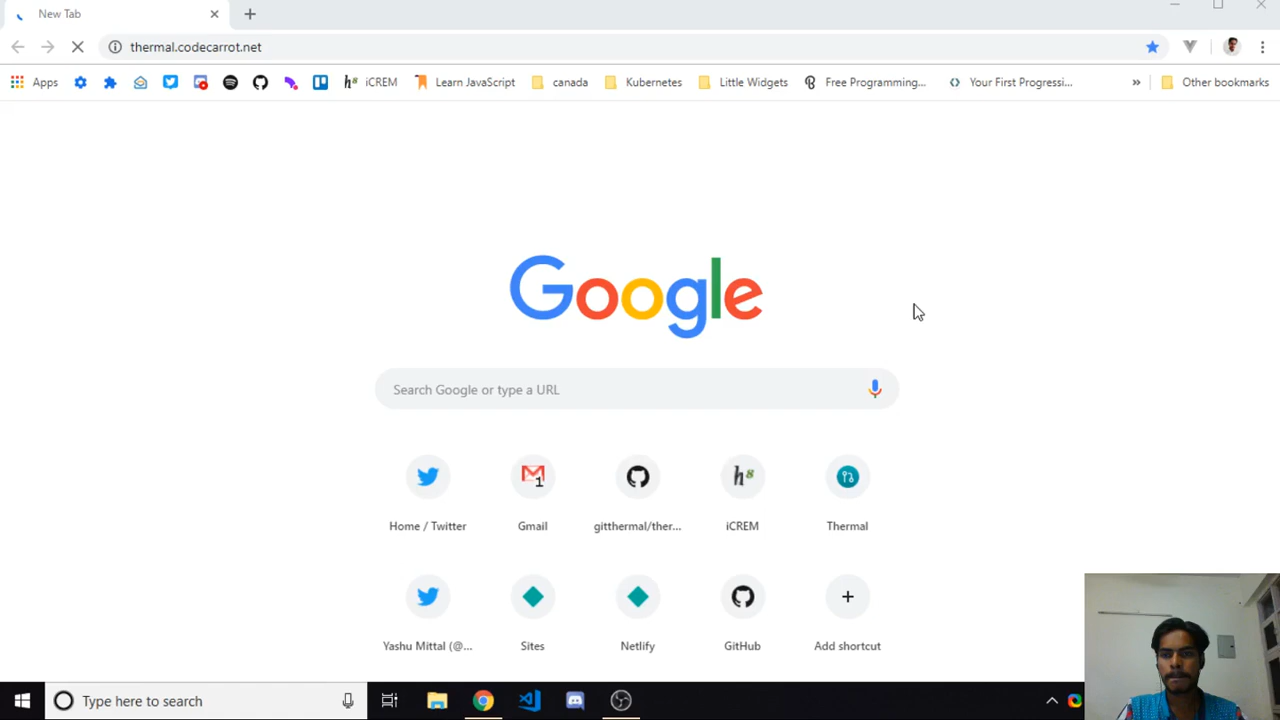 New Tab
thermal.codecarrot.net
Apps
iCREM
Learn JavaScript
canada
Kubernetes
Little Widgets
Free Programming...
Your First Progressi...
»
Other bookmarks
Google
Search Google or type a URL
Home / Twitter
Gmail
gitthermal/ther...
iCREM
Thermal
Yashu Mittal (@...
Sites
Netlify
GitHub
Add shortcut
Type here to search